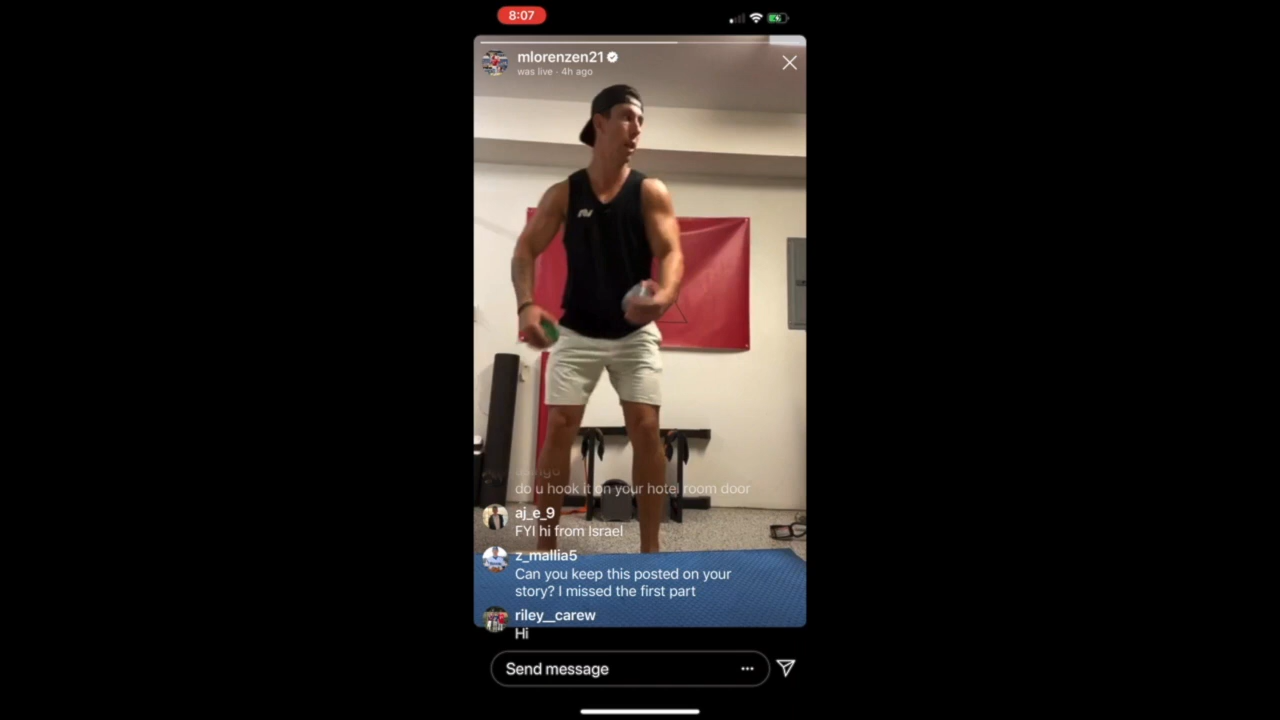 8:07
mlorenzen21
was live · 4h ago
do u hook it on your hotel room door
aj_e_9
FYI hi from Israel
z_mallia5
Can you keep this posted on your
story? I missed the first part
riley__carew
Hi
Send message